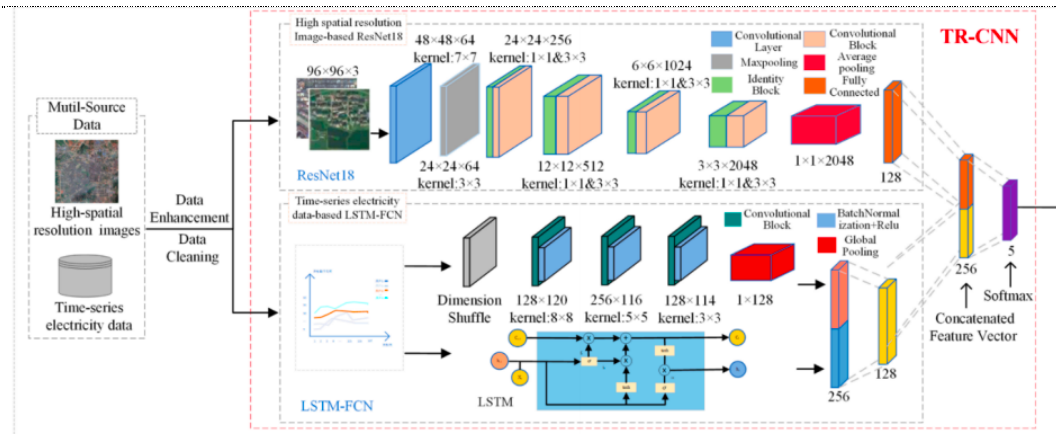 Mutil-Source
Data
High-spatial
resolution images
Time-series
electricity data
Data
Enhancement
Data
Cleaning
TR-CNN
High spatial resolution
Image-based ResNet18
96×96×3
48×48×64
kernel:7×7
24×24×256
kernel:1×1&3×3
6×6×1024
kernel:1×1&3×3
Convolutional
Layer
Maxpooling
Identity
Block
Convolutional
Block
Average
pooling
Fully
Connected
ResNet18
24×24×64
kernel:3×3
12×12×512
kernel:1×1&3×3
3×3×2048
kernel:1×1&3×3
1×1×2048
128
Time-series electricity
data-based LSTM-FCN
Convolutional
Block
BatchNormal
ization+Relu
Global
Pooling
Dimension
Shuffle
128×120
kernel:8×8
256×116
kernel:5×5
128×114
kernel:3×3
1×128
LSTM
LSTM-FCN
256
128
256
5
Softmax
Concatenated
Feature Vector